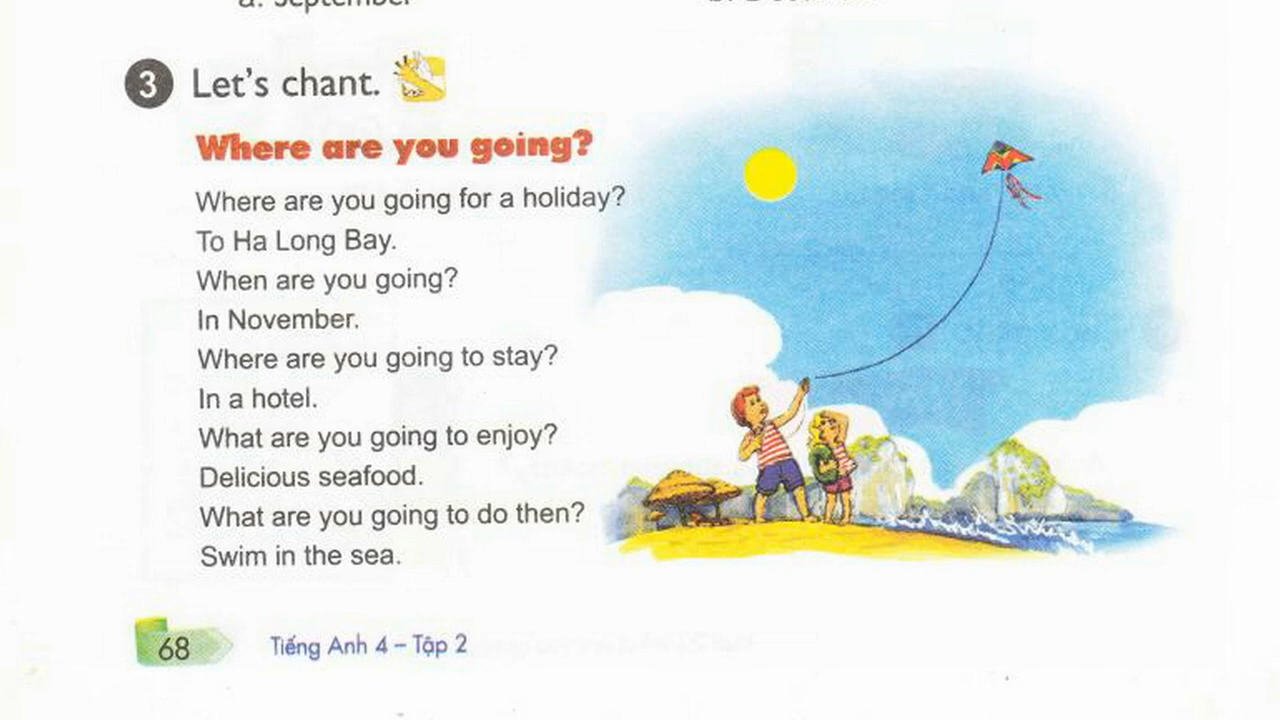 a. September
3 Let's chant.
Where are you going?
Where are you going for a holiday?
To Ha Long Bay.
When are you going?
In November.
Where are you going to stay?
In a hotel.
What are you going to enjoy?
Delicious seafood.
What are you going to do then?
Swim in the sea.
68 Tiếng Anh 4 – Tập 2